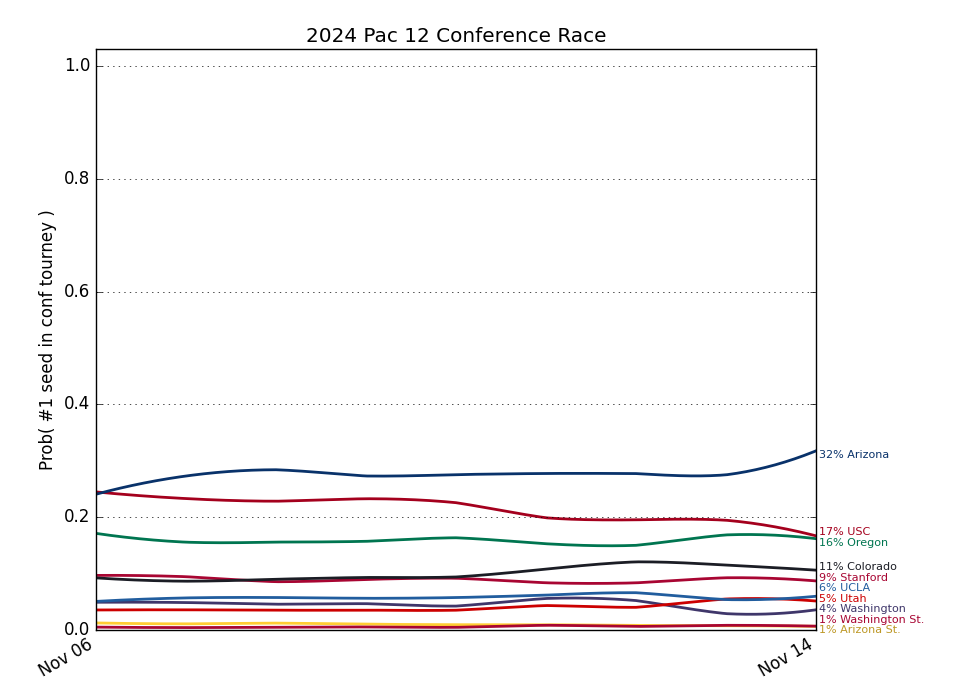 2024 Pac 12 Conference Race
Prob( #1 seed in conf tourney )
1.0
0.8
0.6
0.4
0.2
0.0
Nov 06
Nov 14
32% Arizona
17% USC
16% Oregon
11% Colorado
9% Stanford
6% UCLA
5% Utah
4% Washington
1% Washington St.
1% Arizona St.